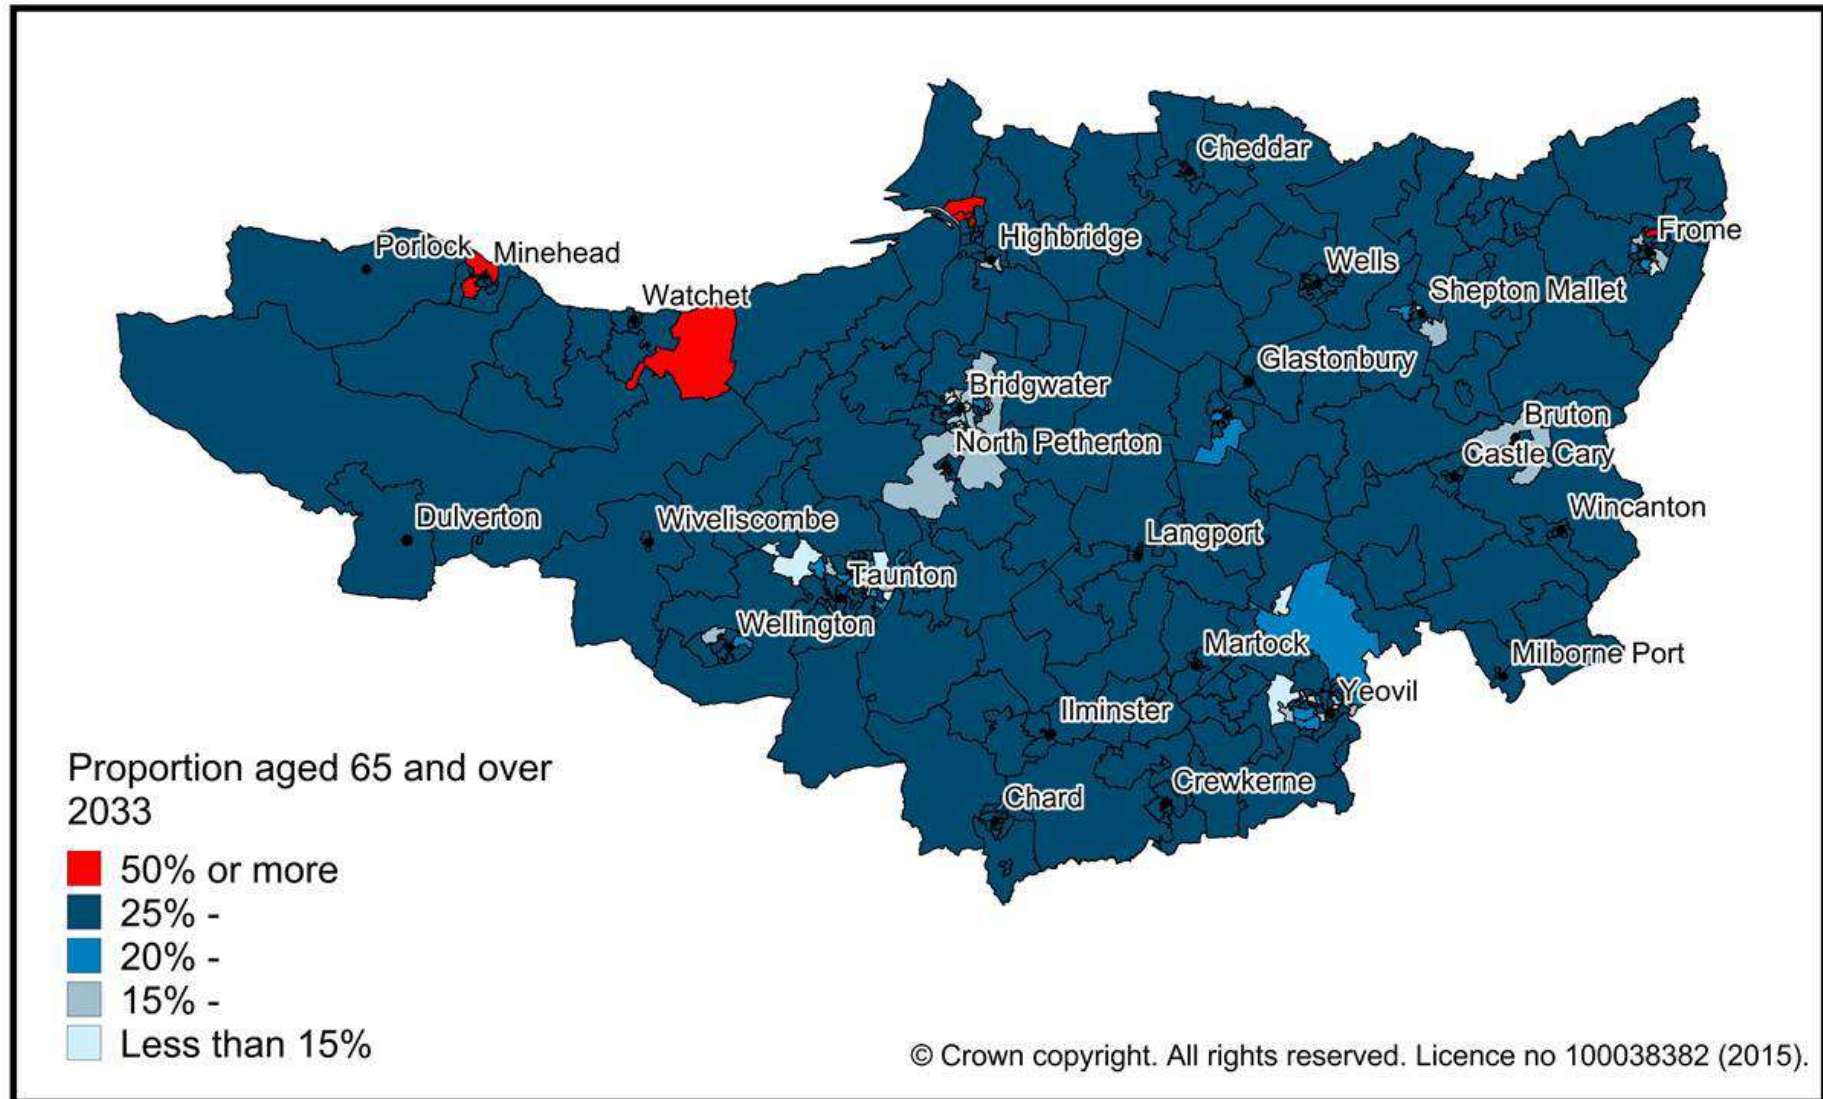 Cheddar
Frome
Porlock
Minehead
Highbridge
Wells
Watchet
Shepton Mallet
Glastonbury
Bridgwater
Bruton
North Petherton
Castle Cary
Dulverton
Wiveliscombe
Wincanton
Langport
Taunton
Wellington
Martock
Milborne Port
Yeovil
Ilminster
Crewkerne
Chard
Proportion aged 65 and over
2033
50% or more
25% -
20% -
15% -
Less than 15%
© Crown copyright. All rights reserved. Licence no 100038382 (2015).